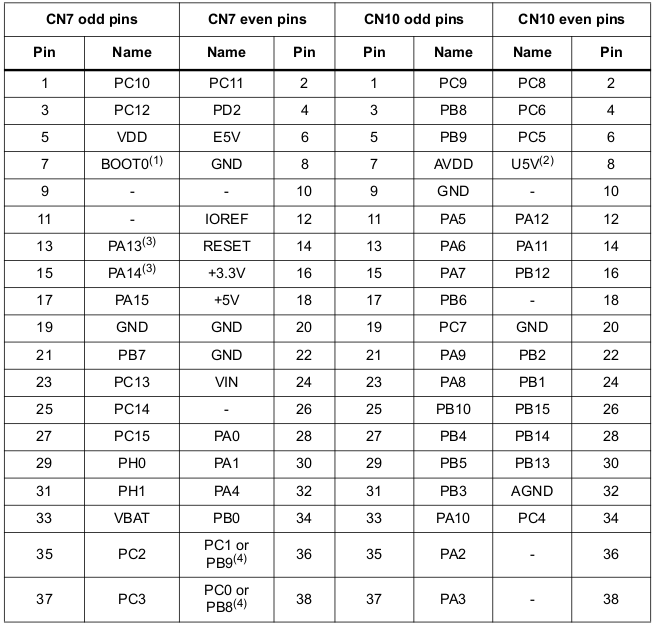 CN7 odd pins CN7 even pins CN10 odd pins CN10 even pins
Pin Name Name Pin Pin Name Name Pin
1 PC10 PC11 2 1 PC9 PC8 2
3 PC12 PD2 4 3 PB8 PC6 4
5 VDD E5V 6 5 PB9 PC5 6
7 BOOT0(1) GND 8 7 AVDD U5V(2) 8
9 - - 10 9 GND - 10
11 - IOREF 12 11 PA5 PA12 12
13 PA13(3) RESET 14 13 PA6 PA11 14
15 PA14(3) +3.3V 16 15 PA7 PB12 16
17 PA15 +5V 18 17 PB6 - 18
19 GND GND 20 19 PC7 GND 20
21 PB7 GND 22 21 PA9 PB2 22
23 PC13 VIN 24 23 PA8 PB1 24
25 PC14 - 26 25 PB10 PB15 26
27 PC15 PA0 28 27 PB4 PB14 28
29 PH0 PA1 30 29 PB5 PB13 30
31 PH1 PA4 32 31 PB3 AGND 32
33 VBAT PB0 34 33 PA10 PC4 34
35 PC2 PC1 or PB9(4) 36 35 PA2 - 36
37 PC3 PC0 or PB8(4) 38 37 PA3 - 38